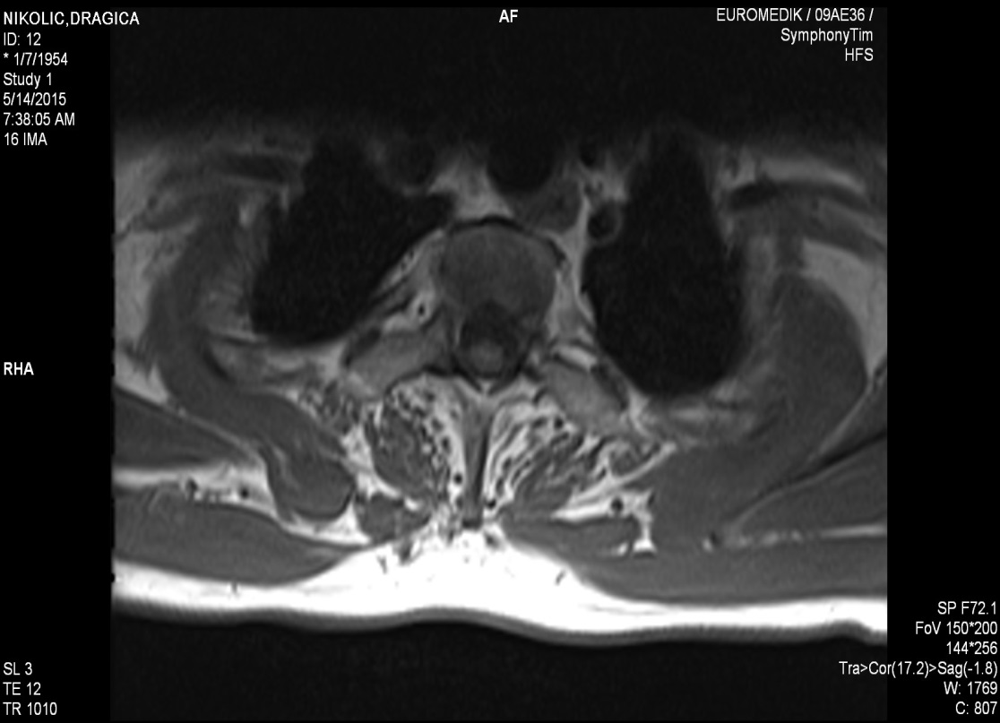 NIKOLIC,DRAGICA
ID: 12
* 1/7/1954
Study 1
5/14/2015
7:38:05 AM
16 IMA
AF
EUROMEDIK / 09AE36 /
SymphonyTim
HFS
RHA
SL 3
TE 12
TR 1010
SP F72.1
FoV 150*200
144*256
Tra>Cor(17.2)>Sag(-1.8)
W: 1769
C: 807